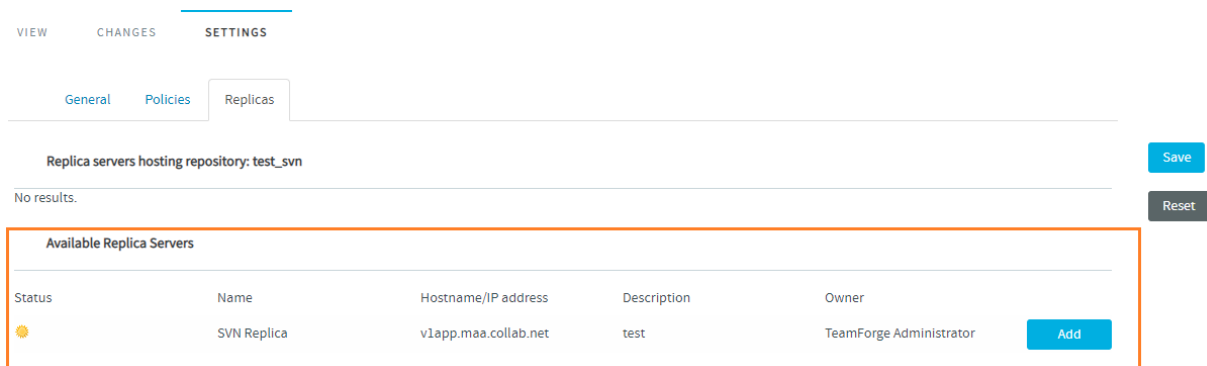 VIEW CHANGES SETTINGS
General Policies Replicas
Replica servers hosting repository: test_svn
Save
No results.
Reset
Available Replica Servers
Status Name Hostname/IP address Description Owner
SVN Replica v1app.maa.collab.net test TeamForge Administrator Add